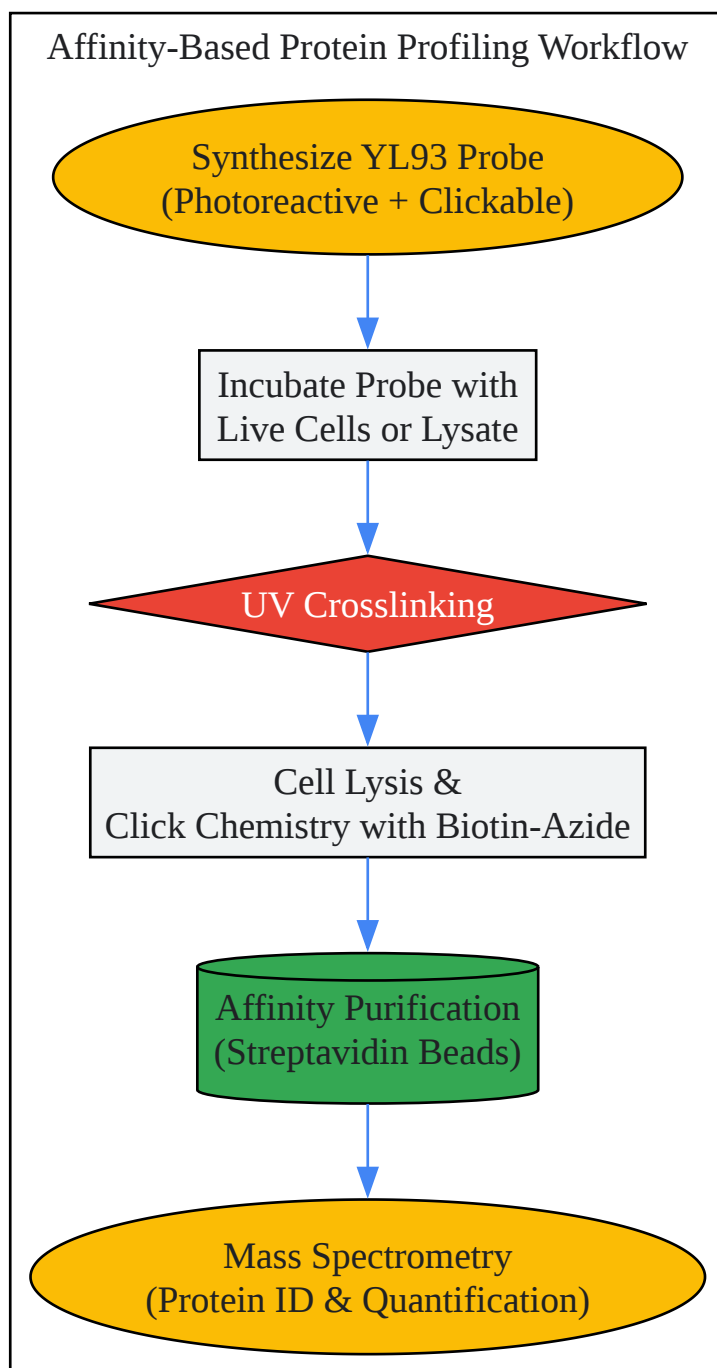 Affinity-Based Protein Profiling Workflow
Synthesize YL93 Probe
(Photoreactive + Clickable)
Incubate Probe with
Live Cells or Lysate
UV Crosslinking
Cell Lysis &
Click Chemistry with Biotin-Azide
Affinity Purification
(Streptavidin Beads)
Mass Spectrometry
(Protein ID & Quantification)